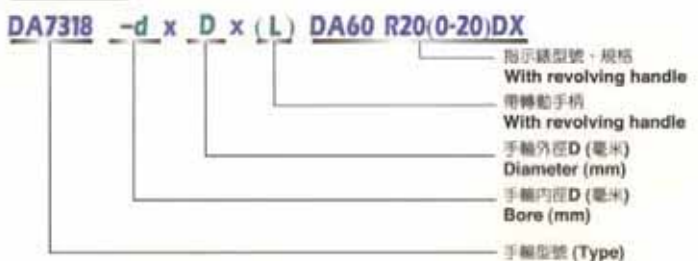 DA7318 -d x D x (L) DA60 R20(0-20)DX
指示錶型號、規格
With revolving handle
帶轉動手柄
With revolving handle
手輪外徑D (毫米)
Diameter (mm)
手輪内徑D (毫米)
Bore (mm)
手輪型號 (Type)